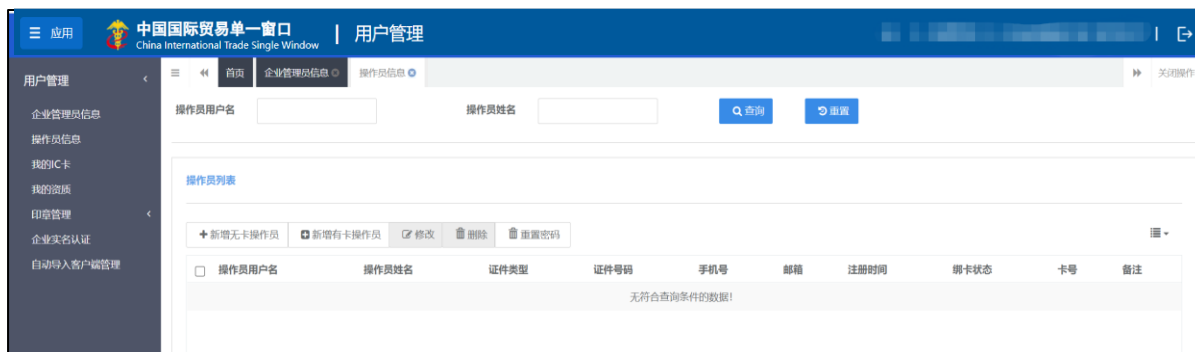 应用
中国国际贸易单一窗口
China International Trade Single Window
用户管理
用户管理
企业管理员信息
操作员信息
我的IC卡
我的资质
印章管理
企业实名认证
自动导入客户端管理
首页 企业管理员信息 操作员信息 关闭操作
操作员用户名 操作员姓名 查询 重置
操作员列表
新增无卡操作员 新增有卡操作员 修改 删除 重置密码
操作员用户名 操作员姓名 证件类型 证件号码 手机号 邮箱 注册时间 绑卡状态 卡号 备注
无符合查询条件的数据!